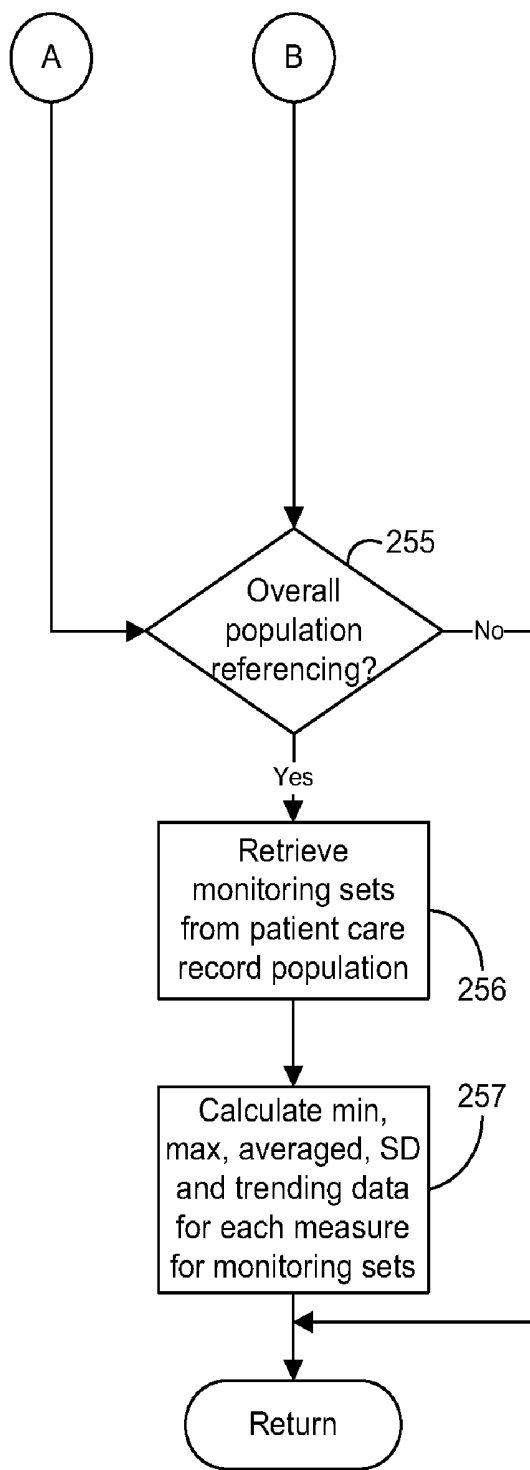 A
B
255
Overall
population
referencing?
No
Yes
Retrieve
monitoring sets
from patient care
record population
256
257
Calculate min,
max, averaged, SD
and trending data
for each measure
for monitoring sets
Return